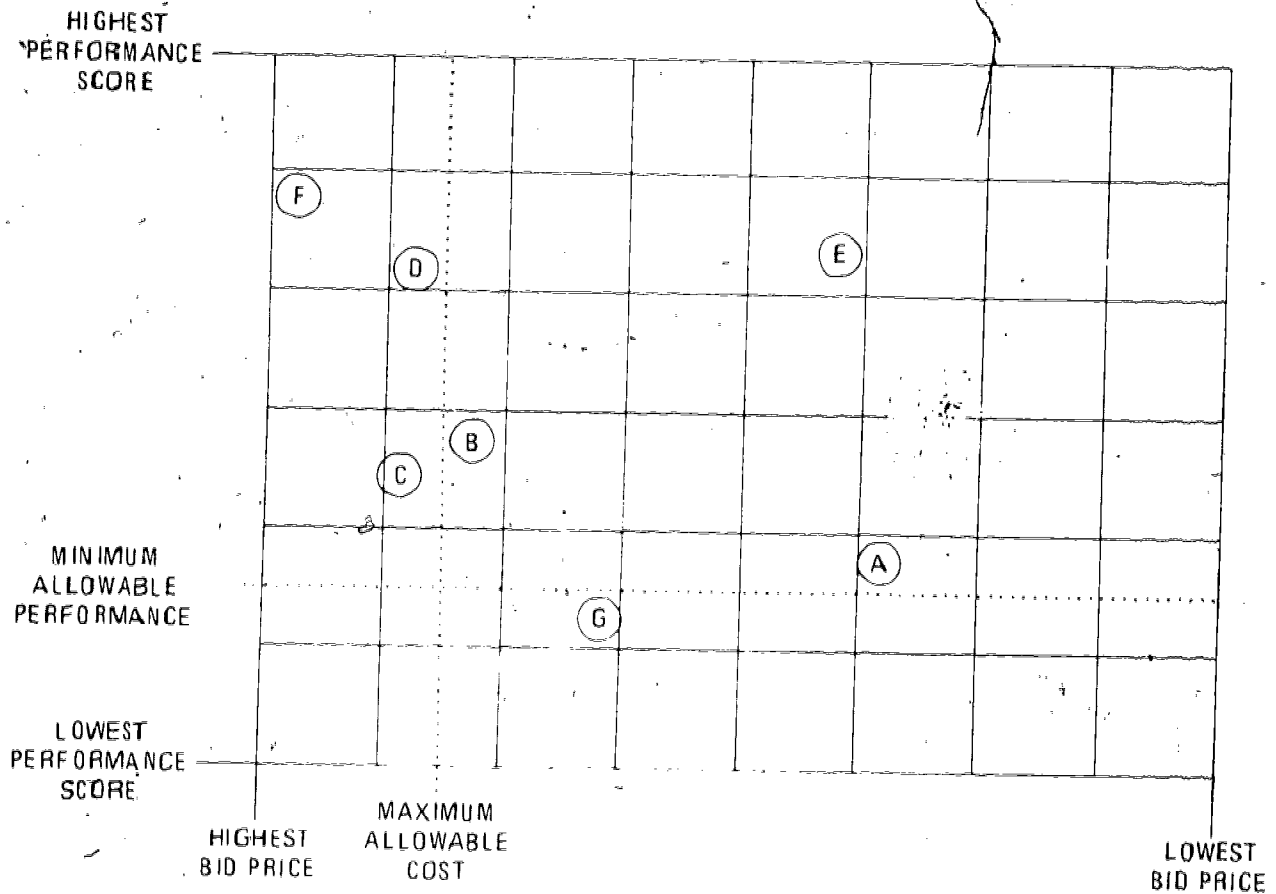 HIGHEST
PERFORMANCE
SCORE
F
E
D
B
C
MINIMUM
ALLOWABLE
PERFORMANCE
A
G
LOWEST
PERFORMANCE
SCORE
HIGHEST
BID PRICE
MAXIMUM
ALLOWABLE
COST
LOWEST
BID PRICE